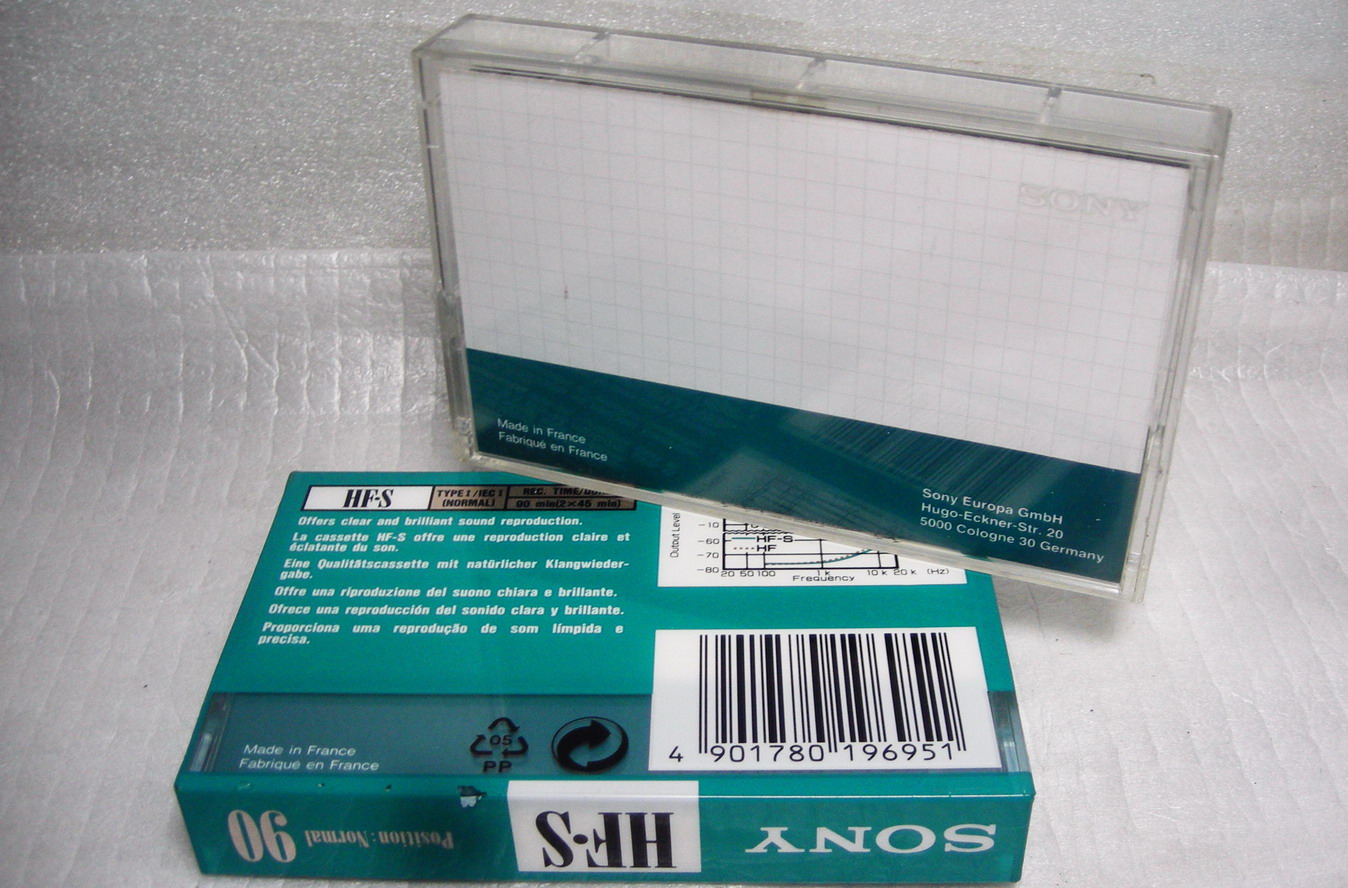 SONY
Made in France
Fabriqué en France
Sony Europa GmbH
Hugo-Eckner-Str. 20
5000 Cologne 30 Germany
HF-S
TYPE I/IEC I
(NORMAL)
REC. TIME
90 min(2×45 min)
Offers clear and brilliant sound reproduction.
La cassette HF-S offre une reproduction claire et
éclatante du son.
Eine Qualitätscassette mit natürlicher Klangwieder-
gabe.
Offre una riproduzione del suono chiara e brillante.
Ofrece una reproducción del sonido clara y brillante.
Proporciona uma reprodução de som límpida e
precisa.
Output Level
-10
-60
-70
-80
HF-S
HF
20 50 100 1k 10k 20k (Hz)
Frequency
Made in France
Fabriqué en France
05
PP
4 901780 196951
SONY
HF-S
Position: Normal
90